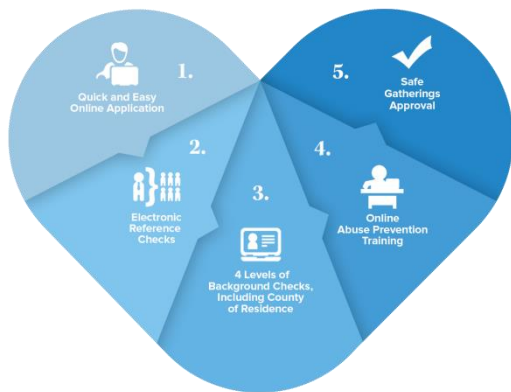 1.
Quick and Easy
Online Application
2.
Electronic
Reference
Checks
3.
4 Levels of
Background Checks,
Including County
of Residence
4.
Online
Abuse Prevention
Training
5.
Safe
Gatherings
Approval